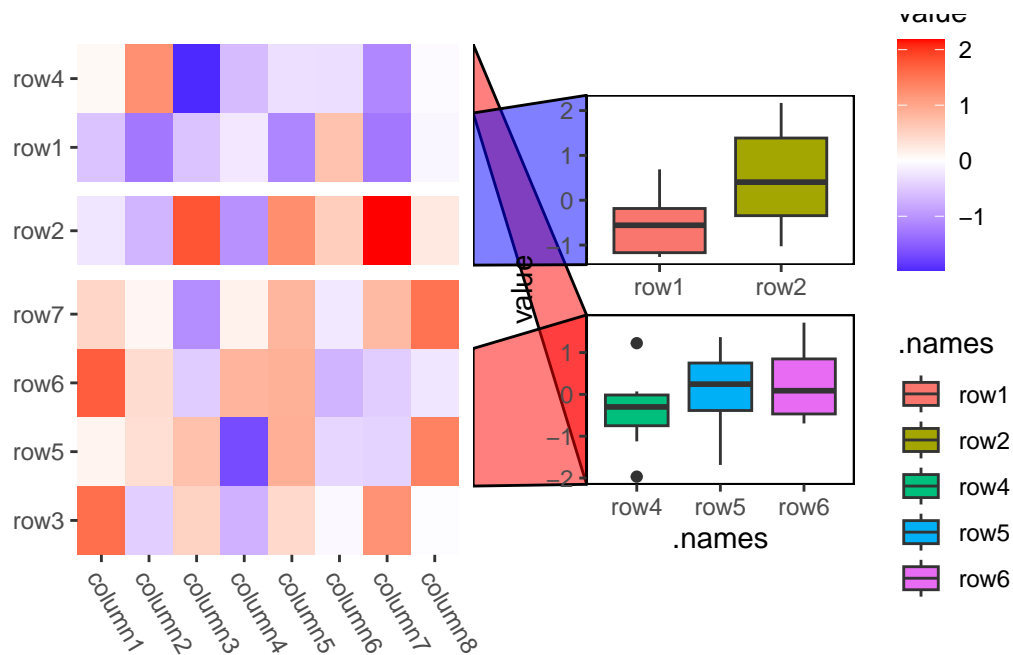 row4
row1
row2
row7
row6
row5
row3
column1
column2
column3
column4
column5
column6
column7
column8
value
2
1
0
−1
row1
row2
1
0
−1
−2
row4
row5
row6
.names
value
2
1
0
−1
.names
row1
row2
row4
row5
row6